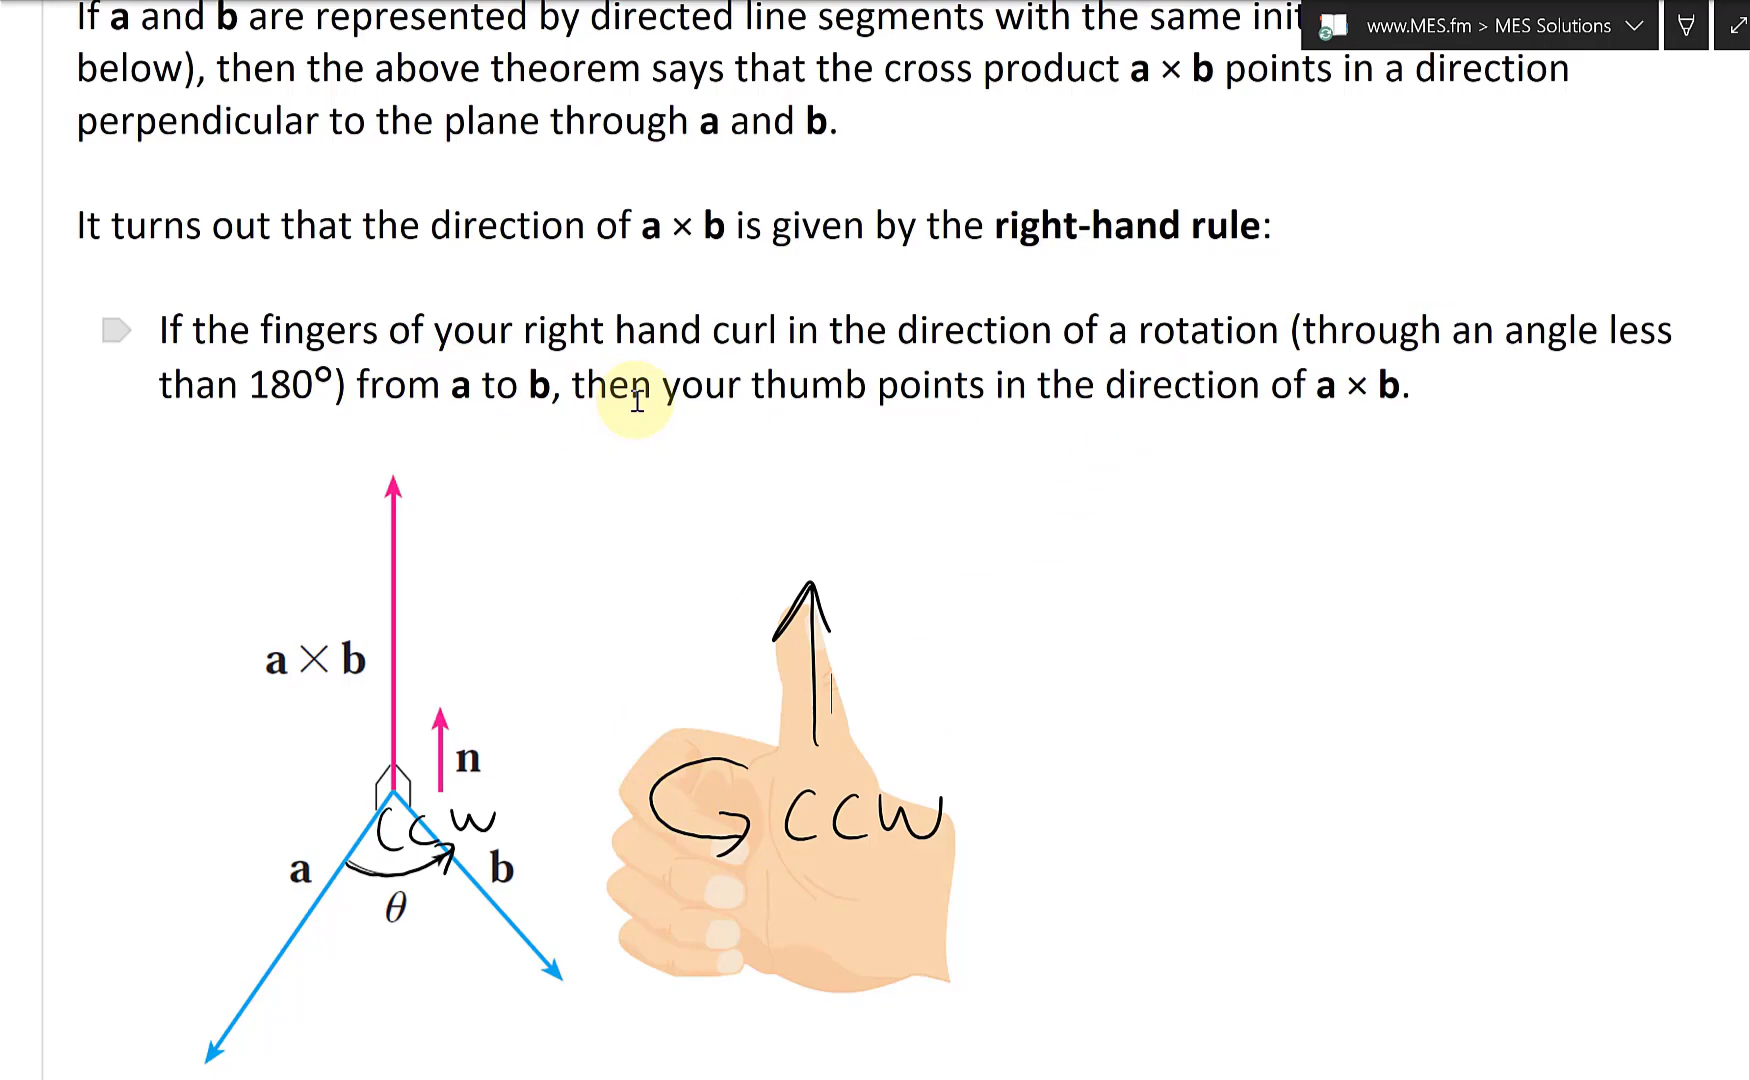 If a and b are represented by directed line segments with the same init
www.MES.fm > MES Solutions
below), then the above theorem says that the cross product a × b points in a direction
perpendicular to the plane through a and b.
It turns out that the direction of a × b is given by the right-hand rule:
If the fingers of your right hand curl in the direction of a rotation (through an angle less
than 180º) from a to b, then your thumb points in the direction of a × b.
a × b
n
CCW
a
b
θ
CCW